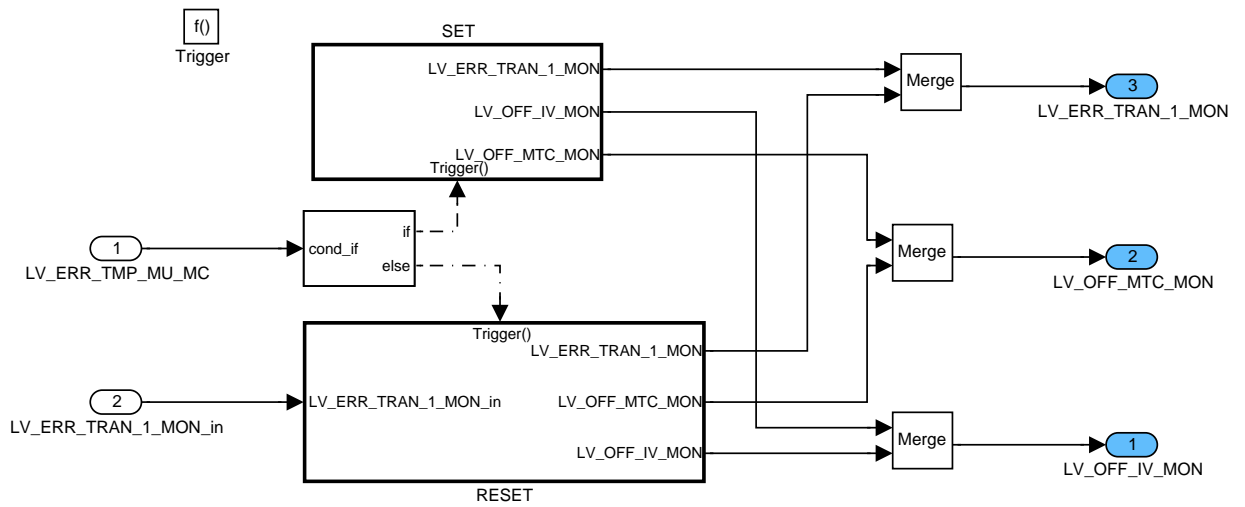 f()
Trigger
SET
LV_ERR_TRAN_1_MON
LV_OFF_IV_MON
LV_OFF_MTC_MON
Trigger()
Merge
3
LV_ERR_TRAN_1_MON
1
LV_ERR_TMP_MU_MC
cond_if
if
else
Merge
2
LV_OFF_MTC_MON
Trigger()
LV_ERR_TRAN_1_MON
2
LV_ERR_TRAN_1_MON_in
LV_ERR_TRAN_1_MON_in
LV_OFF_MTC_MON
LV_OFF_IV_MON
RESET
Merge
1
LV_OFF_IV_MON